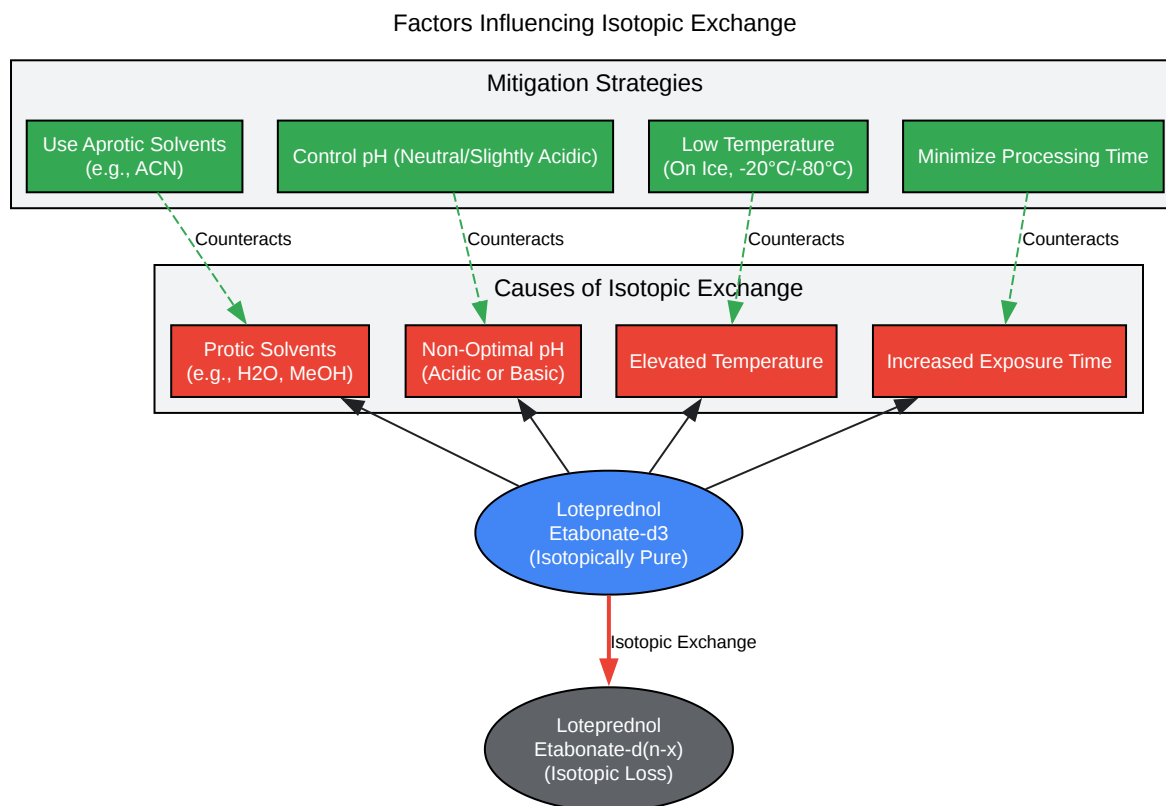 Factors Influencing Isotopic Exchange
Mitigation Strategies
Use Aprotic Solvents
(e.g., ACN)
Control pH (Neutral/Slightly Acidic)
Low Temperature
(On Ice, -20°C/-80°C)
Minimize Processing Time
Counteracts
Counteracts
Counteracts
Counteracts
Causes of Isotopic Exchange
Protic Solvents
(e.g., H2O, MeOH)
Non-Optimal pH
(Acidic or Basic)
Elevated Temperature
Increased Exposure Time
Loteprednol
Etabonate-d3
(Isotopically Pure)
Isotopic Exchange
Loteprednol
Etabonate-d(n-x)
(Isotopic Loss)